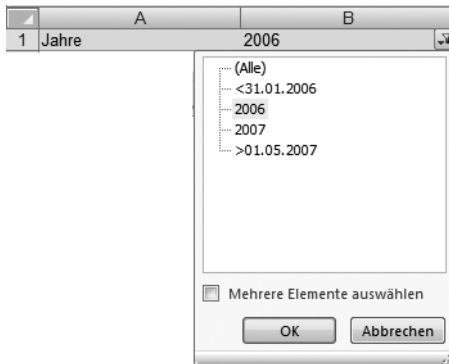 A B
1 Jahre 2006
(Alle)
<31.01.2006
2006
2007
>01.05.2007
Mehrere Elemente auswählen
OK Abbrechen